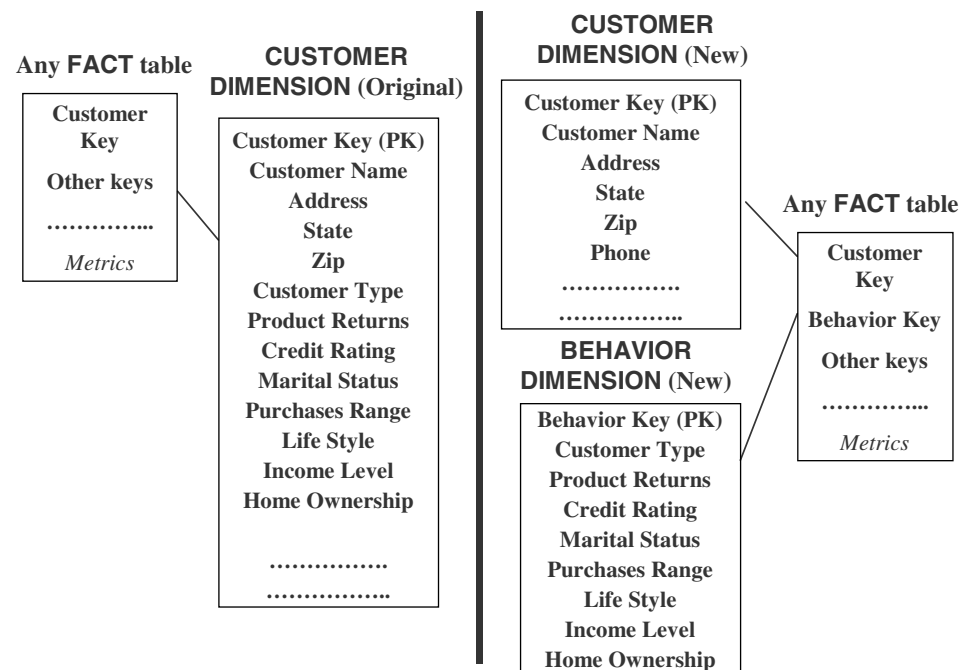 Any FACT table
Customer
Key
Other keys
…………...
Metrics
CUSTOMER
DIMENSION (Original)
Customer Key (PK)
Customer Name
Address
State
Zip
Customer Type
Product Returns
Credit Rating
Marital Status
Purchases Range
Life Style
Income Level
Home Ownership
…………….
……………..
CUSTOMER
DIMENSION (New)
Customer Key (PK)
Customer Name
Address
State
Zip
Phone
…………….
……………..
BEHAVIOR
DIMENSION (New)
Behavior Key (PK)
Customer Type
Product Returns
Credit Rating
Marital Status
Purchases Range
Life Style
Income Level
Home Ownership
Any FACT table
Customer
Key
Behavior Key
Other keys
…………...
Metrics